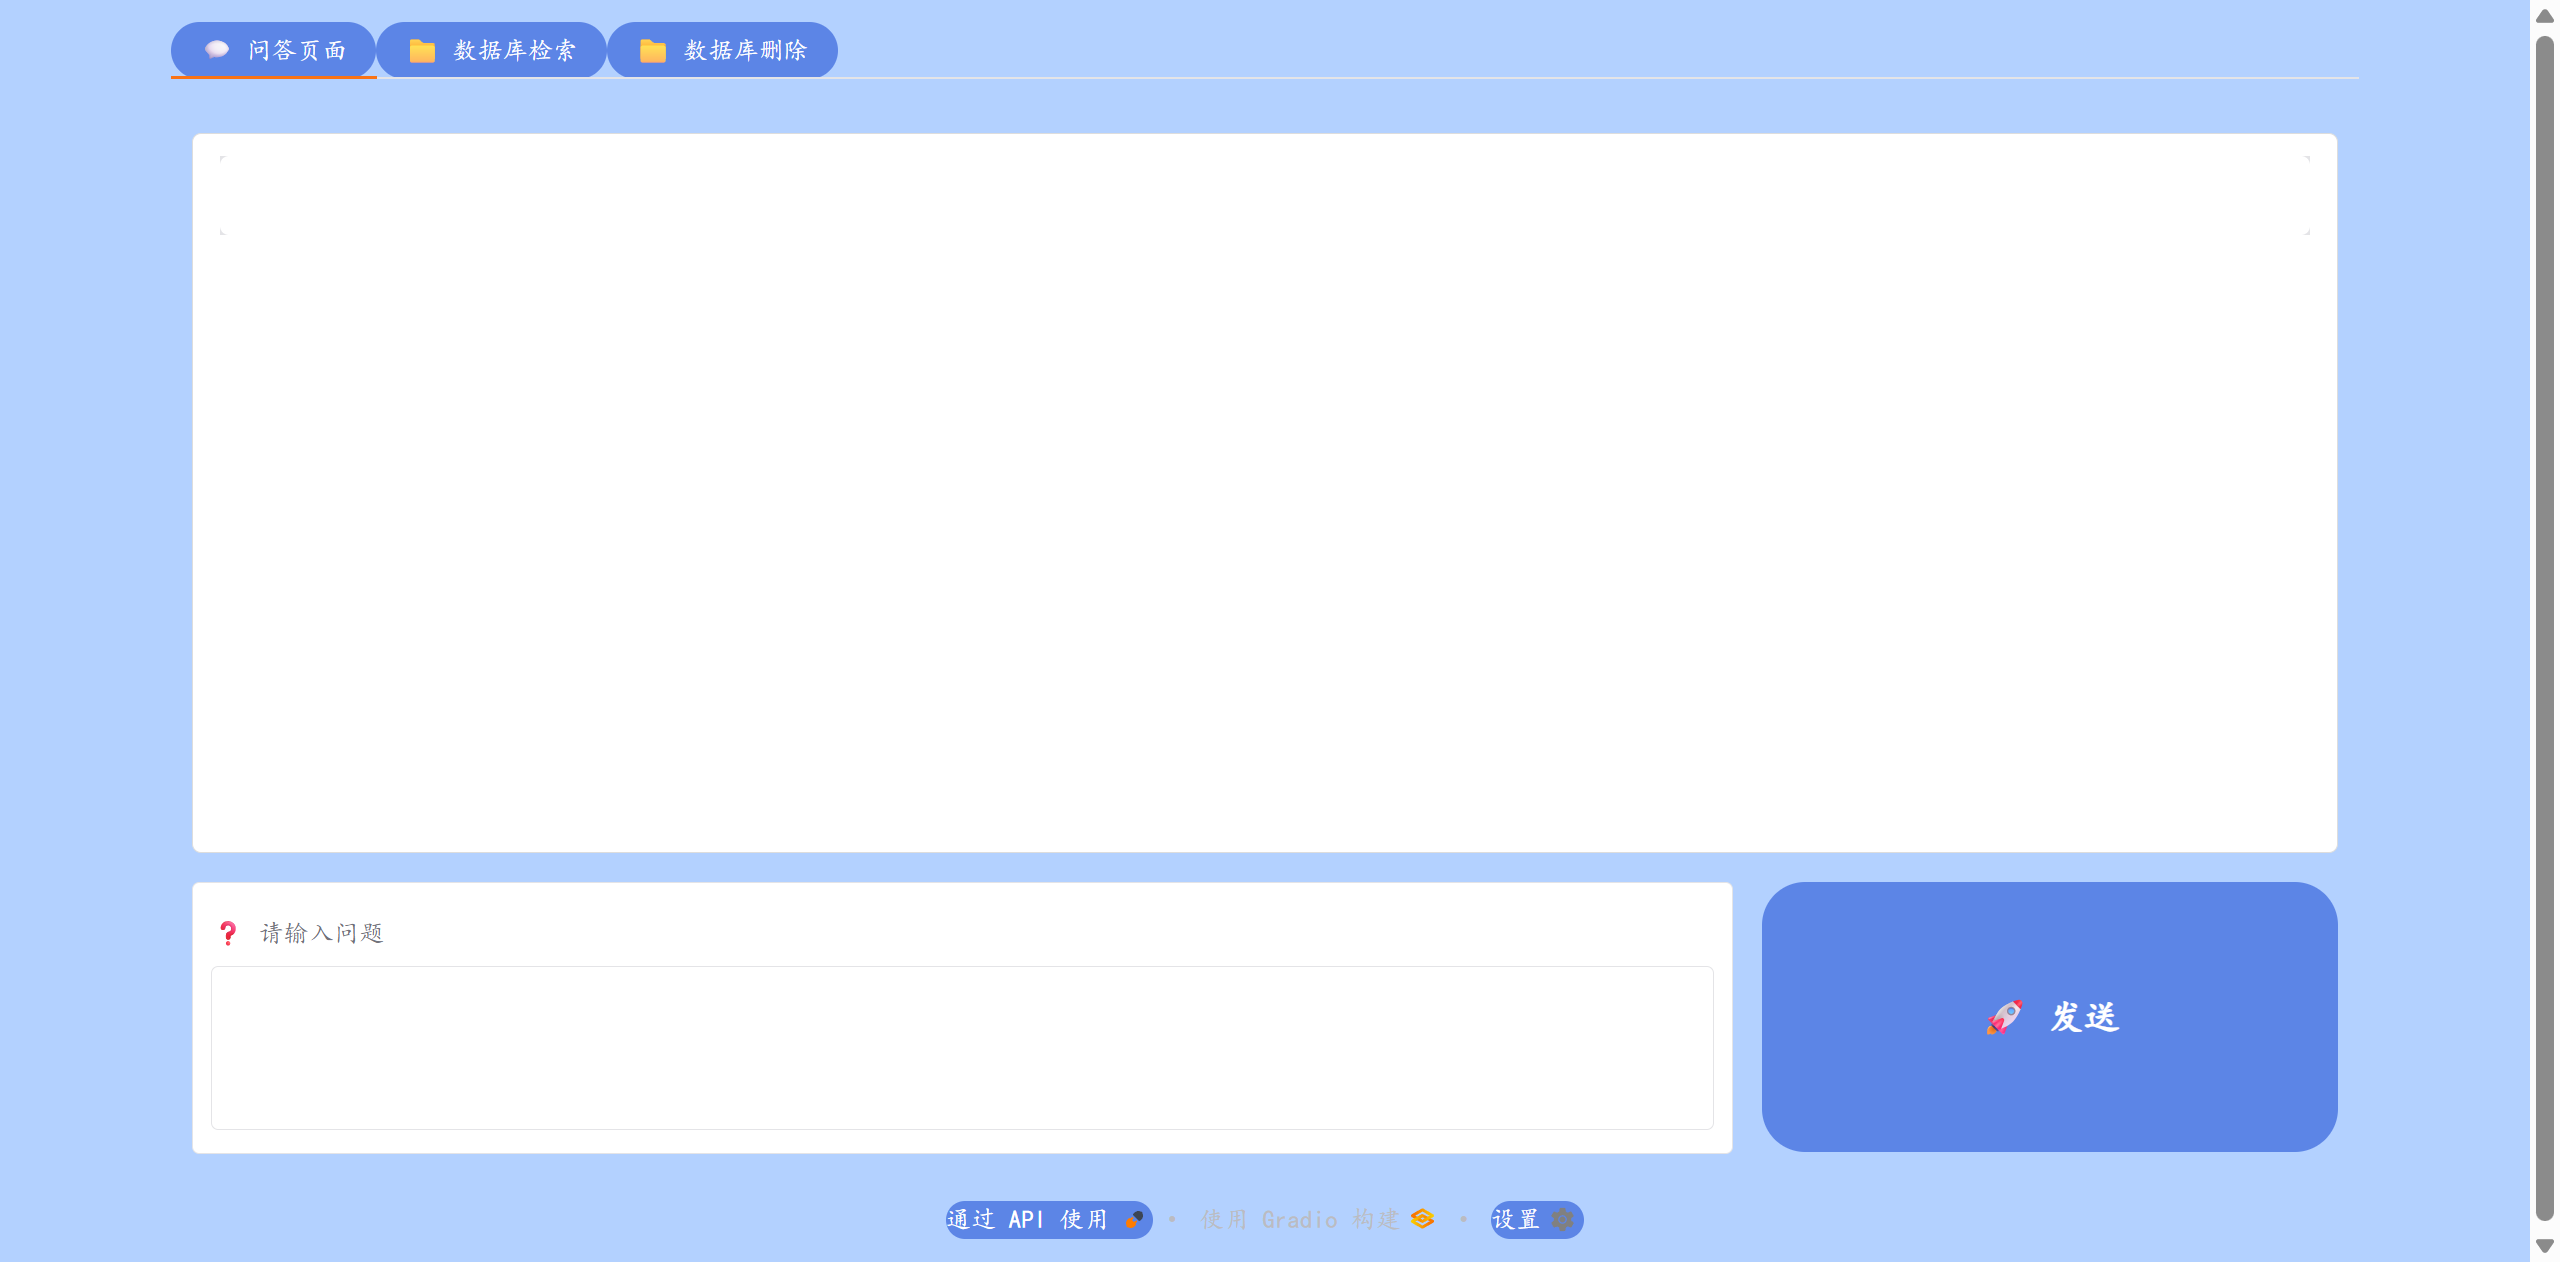 💬 问答页面 📁 数据库检索 📁 数据库删除
❓ 请输入问题
🚀 发送
通过 API 使用 · 使用 Gradio 构建 · 设置